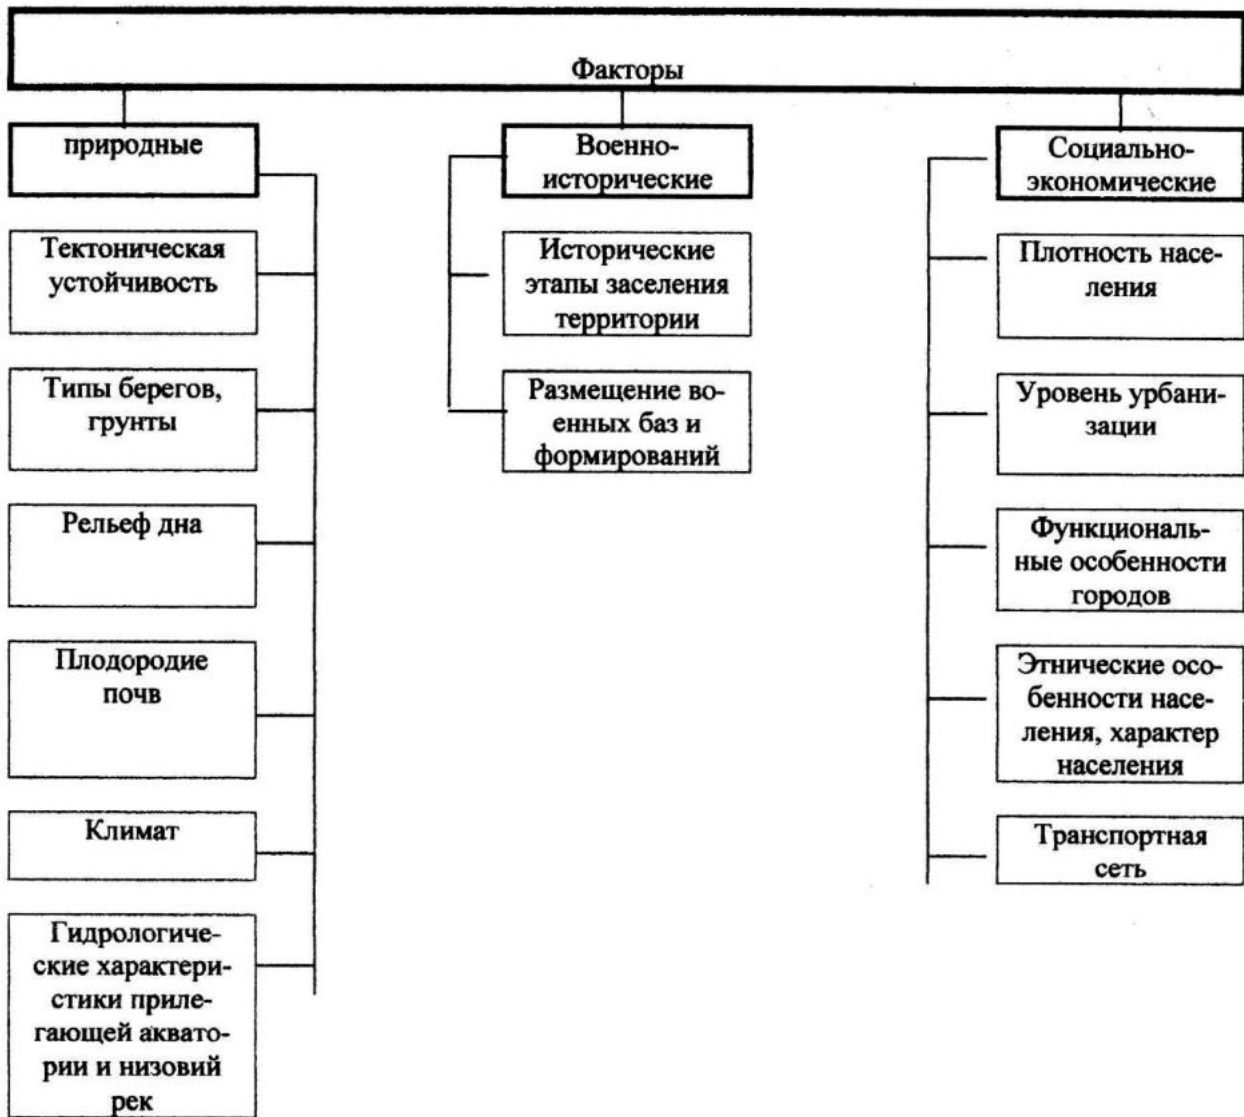 Факторы
природные
Тектоническая
устойчивость
Типы берегов,
грунты
Рельеф дна
Плодородие
почв
Климат
Гидрологиче-
ские характери-
стики приле-
гающей аквато-
рии и низовий
рек
Военно-
исторические
Исторические
этапы заселения
территории
Размещение во-
енных баз и
формирований
Социально-
экономические
Плотность насе-
ления
Уровень урбани-
зации
Функциональ-
ные особенности
городов
Этнические осо-
бенности насе-
ления, характер
населения
Транспортная
сеть